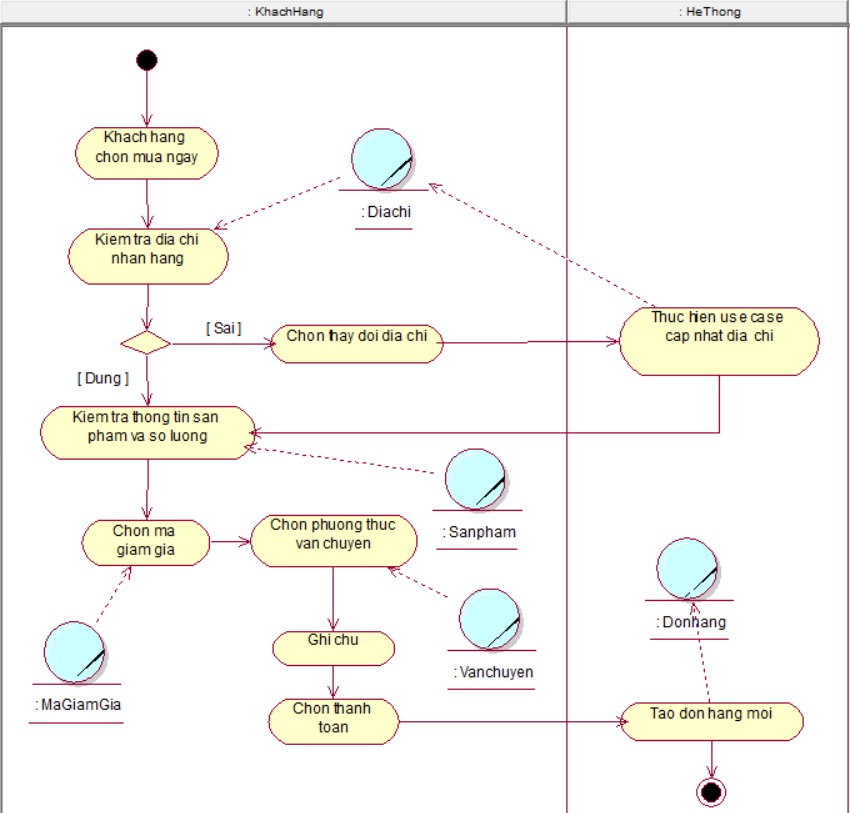 : KhachHang
: HeThong
Khach hang
chon mua ngay
: Diachi
Kiem tra dia chi
nhan hang
[ Sai ]
Chon thay doi dia chi
Thuc hien use case
cap nhat dia chi
[ Dung ]
Kiem tra thong tin san
pham va so luong
: Sanpham
Chon ma
giam gia
Chon phuong thuc
van chuyen
: Donhang
Ghi chu
: Vanchuyen
: MaGiamGia
Chon thanh
toan
Tao don hang moi